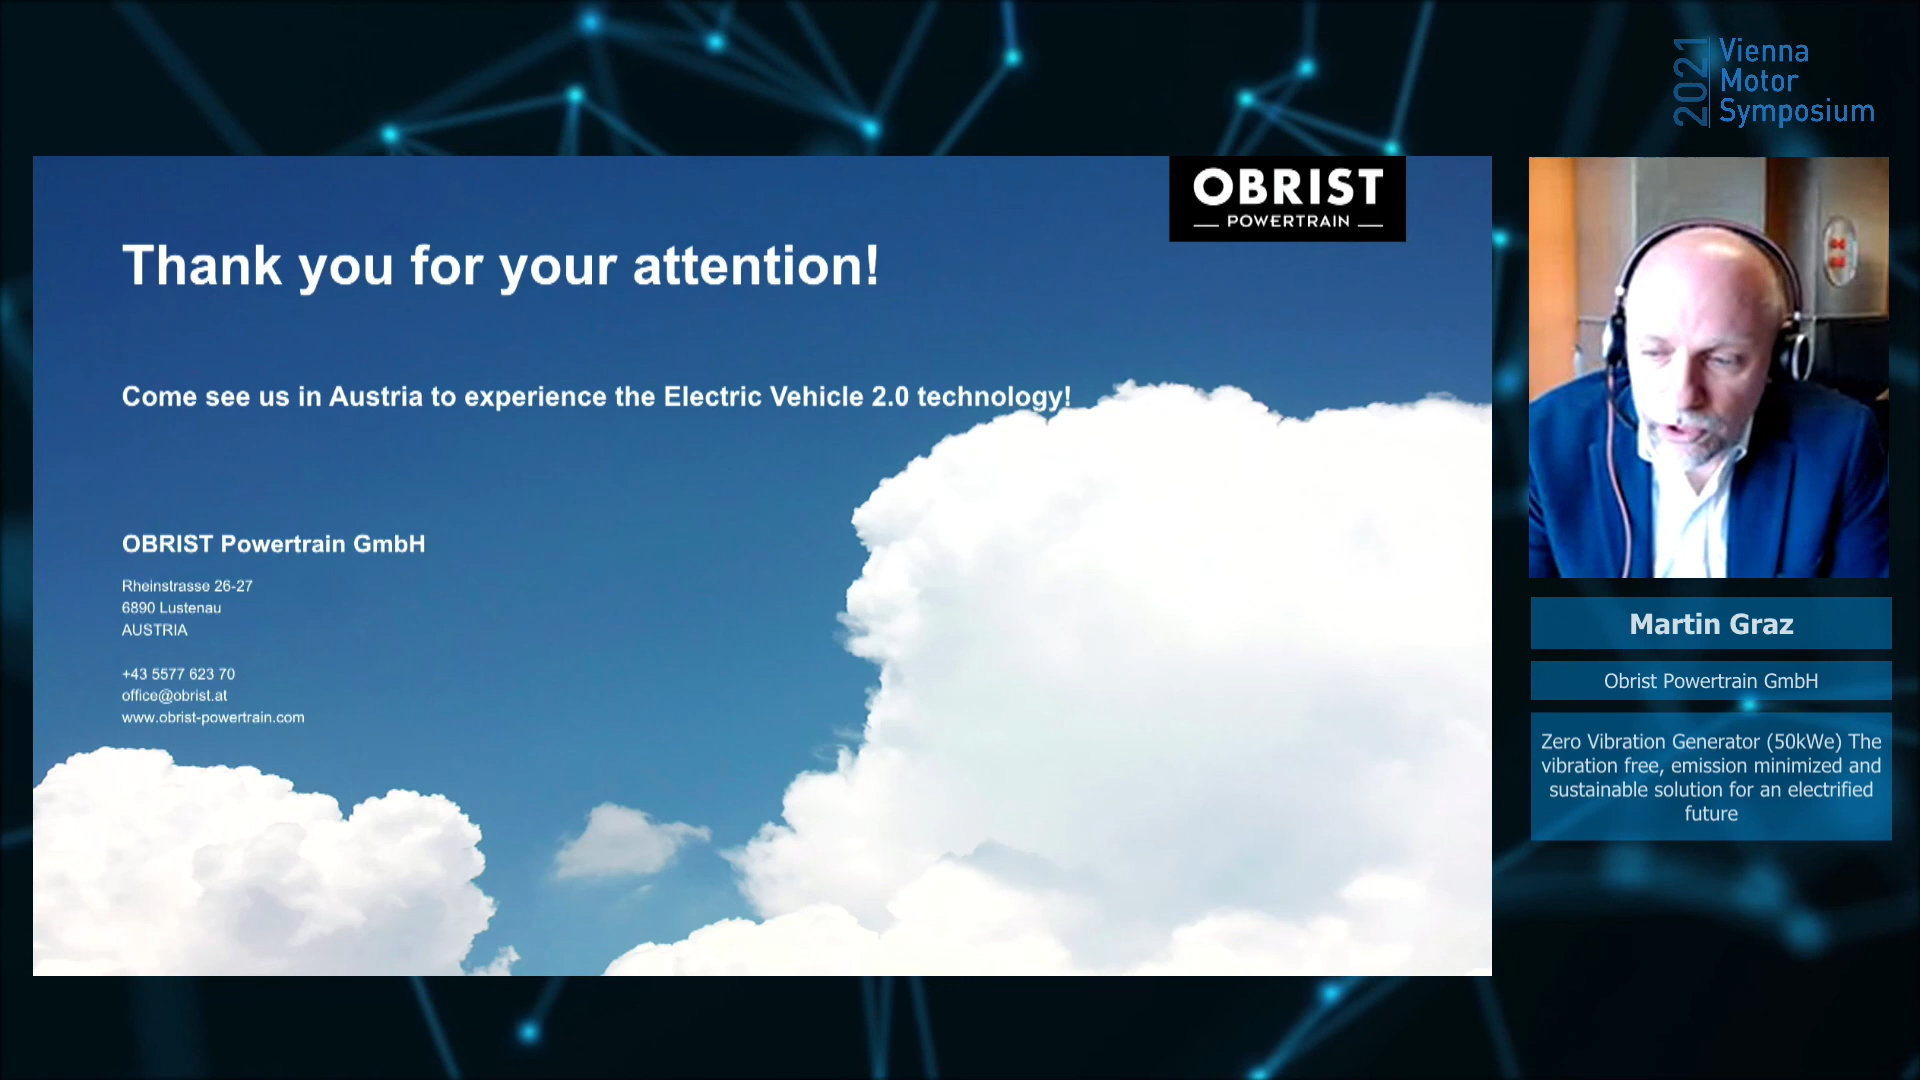 2021
Vienna
Motor
Symposium
OBRIST
POWERTRAIN
Thank you for your attention!
Come see us in Austria to experience the Electric Vehicle 2.0 technology!
OBRIST Powertrain GmbH
Rheinstrasse 26-27
6890 Lustenau
AUSTRIA
+43 5577 623 70
office@obrist.at
www.obrist-powertrain.com
Martin Graz
Obrist Powertrain GmbH
Zero Vibration Generator (50kWe) The
vibration free, emission minimized and
sustainable solution for an electrified
future